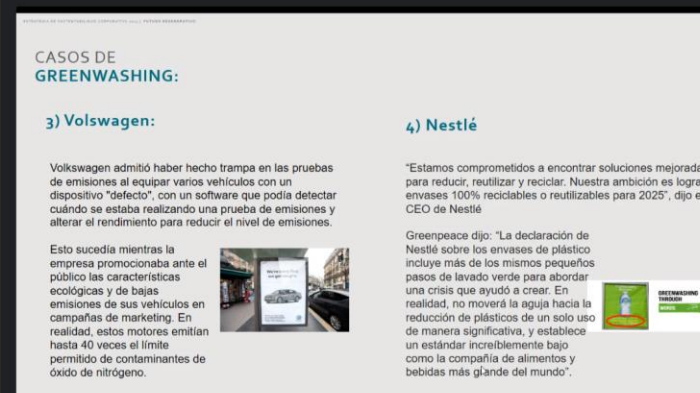 CASOS DE
GREENWASHING:
3) Volswagen:
Volkswagen admitió haber hecho trampa en las pruebas
de emisiones al equipar varios vehículos con un
dispositivo "defecto", con un software que podía detectar
cuándo se estaba realizando una prueba de emisiones y
alterar el rendimiento para reducir el nivel de emisiones.
Esto sucedía mientras la
empresa promocionaba ante el
público las características
ecológicas y de bajas
emisiones de sus vehículos en
campañas de marketing. En
realidad, estos motores emitían
hasta 40 veces el límite
permitido de contaminantes de
óxido de nitrógeno.
4) Nestlé
“Estamos comprometidos a encontrar soluciones mejorada
para reducir, reutilizar y reciclar. Nuestra ambición es logra
envases 100% reciclables o reutilizables para 2025”, dijo e
CEO de Nestlé
Greenpeace dijo: “La declaración de
Nestlé sobre los envases de plástico
incluye más de los mismos pequeños
pasos de lavado verde para abordar
una crisis que ayudó a crear. En
realidad, no moverá la aguja hacia la
reducción de plásticos de un solo uso
de manera significativa, y establece
un estándar increíblemente bajo
como la compañía de alimentos y
bebidas más grande del mundo”.
GREENWASHING
THROUGH
WORDS